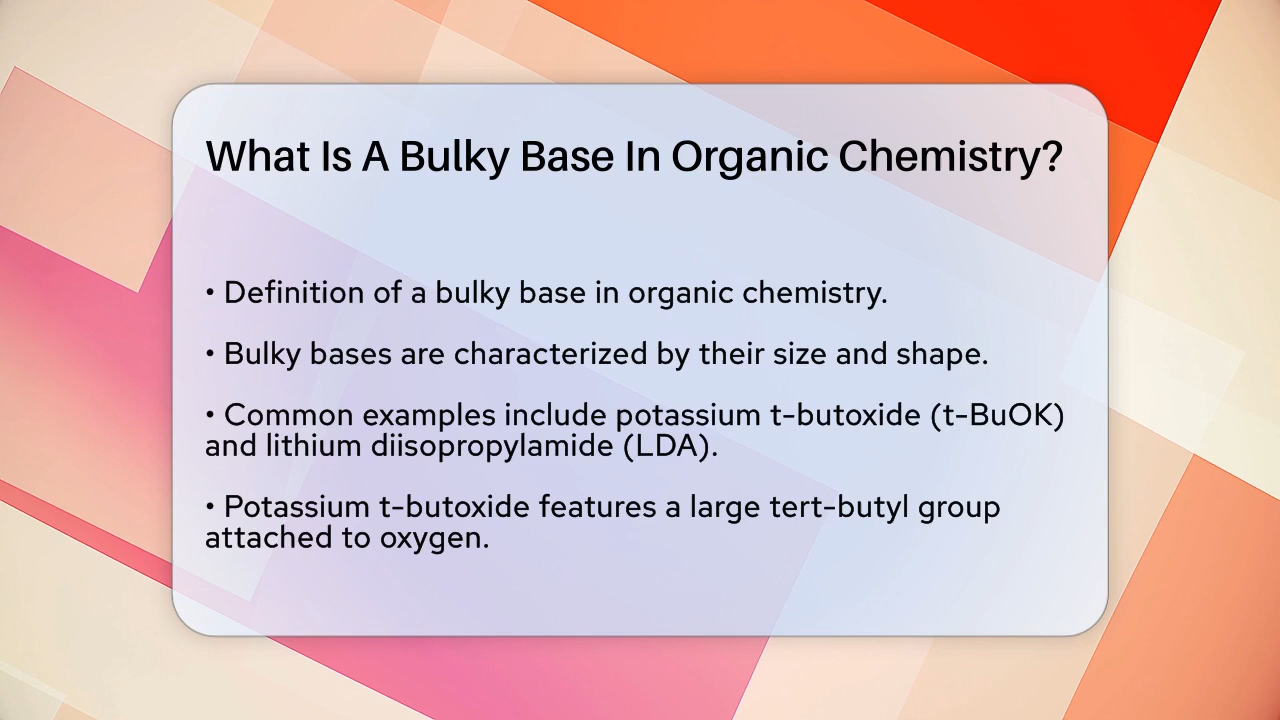 What Is A Bulky Base In Organic Chemistry?
• Definition of a bulky base in organic chemistry.
• Bulky bases are characterized by their size and shape.
• Common examples include potassium t-butoxide (t-BuOK)
and lithium diisopropylamide (LDA).
• Potassium t-butoxide features a large tert-butyl group
attached to oxygen.